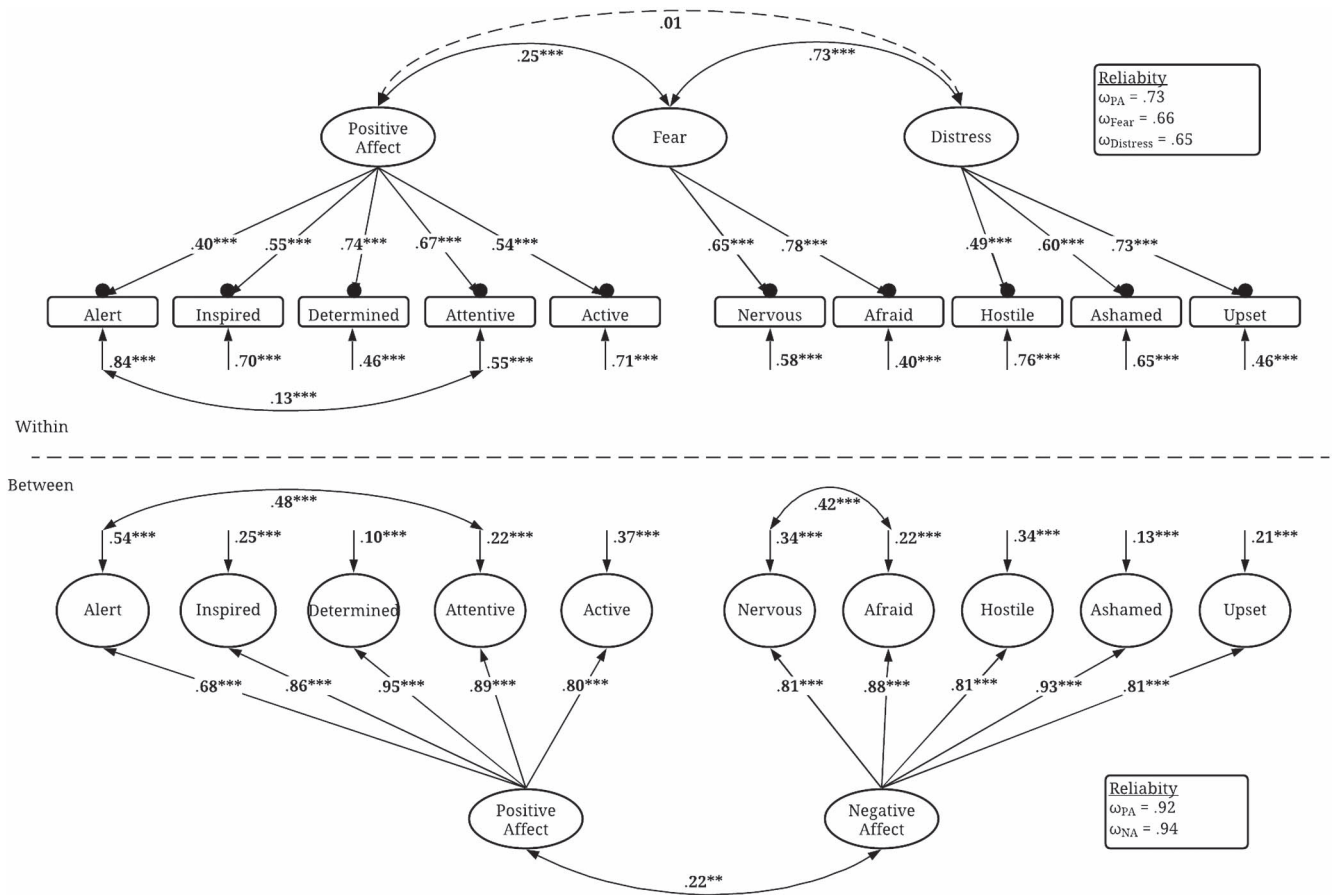 .01
.25***
.73***
Reliabity
ωPA = .73
ωFear = .66
ωDistress = .65
Positive
Affect
Fear
Distress
.40***
.55***
.74***
.67***
.54***
.65***
.78***
.49***
.60***
.73***
Alert
Inspired
Determined
Attentive
Active
Nervous
Afraid
Hostile
Ashamed
Upset
.84***
.70***
.46***
.55***
.71***
.58***
.40***
.76***
.65***
.46***
.13***
Within
Between
.48***
.42***
.54***
.25***
.10***
.22***
.37***
.34***
.22***
.34***
.13***
.21***
Alert
Inspired
Determined
Attentive
Active
Nervous
Afraid
Hostile
Ashamed
Upset
.68***
.86***
.95***
.89***
.80***
.81***
.88***
.81***
.93***
.81***
Positive
Affect
Negative
Affect
Reliabity
ωPA = .92
ωNA = .94
.22**